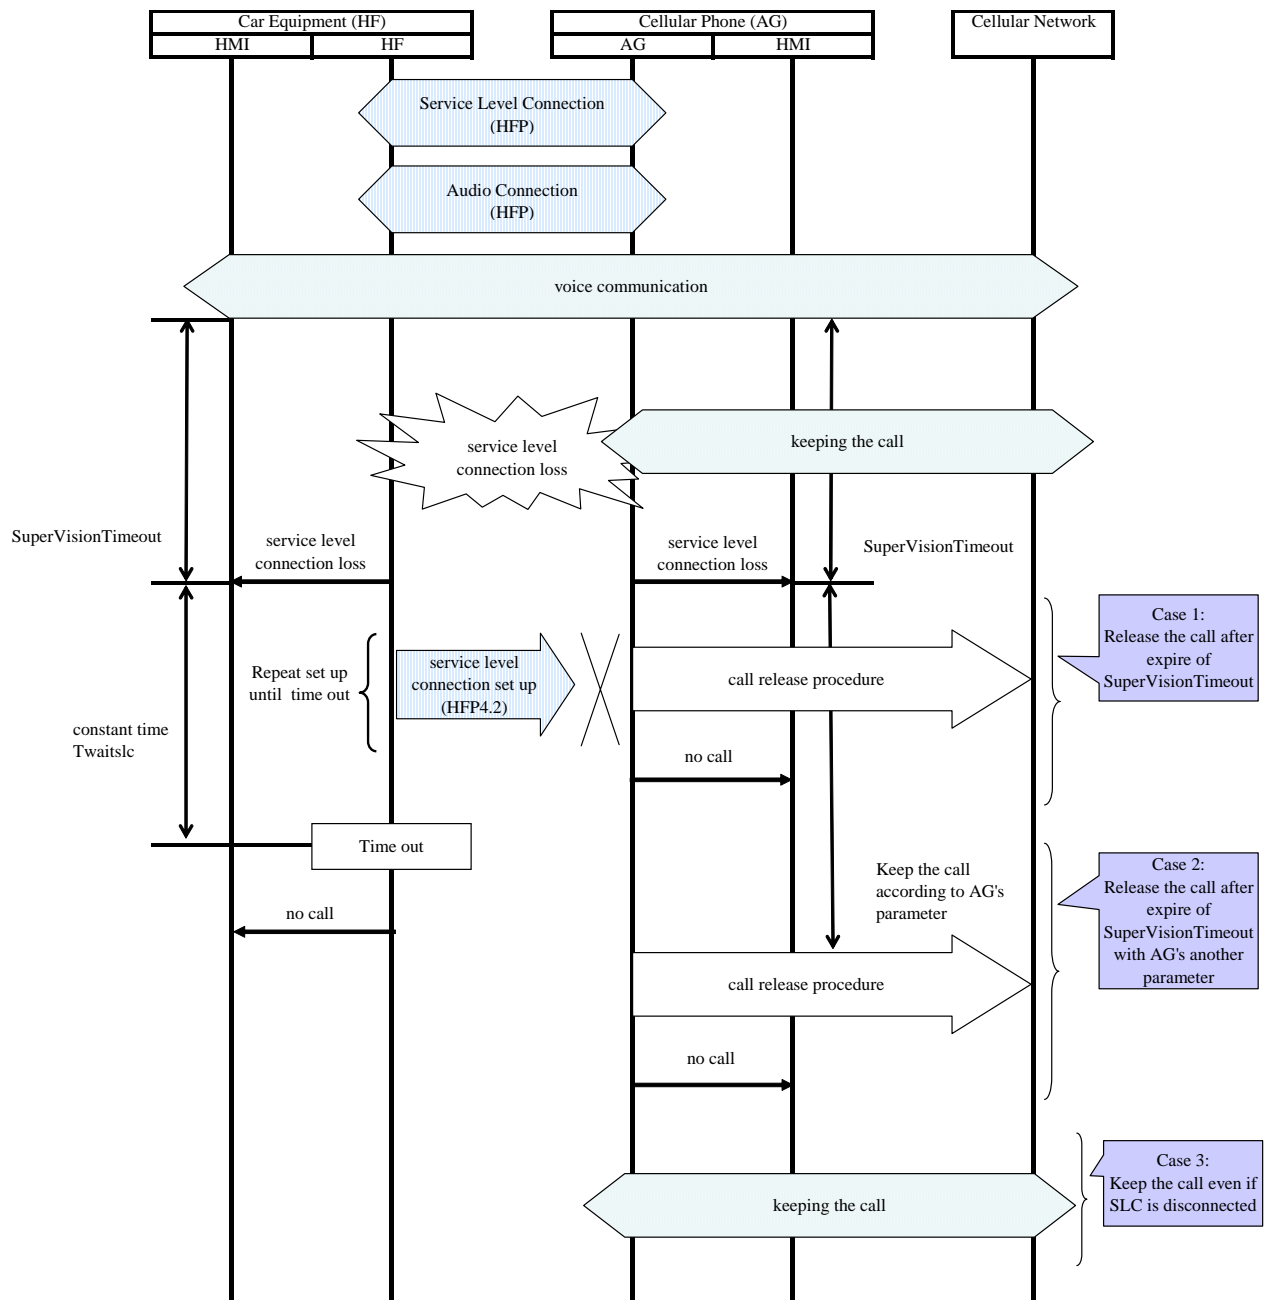 Car Equipment (HF)
Cellular Phone (AG)
Cellular Network
HMI
HF
AG
HMI
Service Level Connection
(HFP)
Audio Connection
(HFP)
voice communication
service level
connection loss
keeping the call
SuperVisionTimeout
service level
connection loss
service level
connection loss
SuperVisionTimeout
Case 1:
Release the call after
expire of
SuperVisionTimeout
Repeat set up
until time out
service level
connection set up
(HFP4.2)
call release procedure
constant time
Twaitslc
no call
Time out
Keep the call
according to AG's
parameter
Case 2:
Release the call after
expire of
SuperVisionTimeout
with AG's another
parameter
no call
call release procedure
no call
Case 3:
Keep the call even if
SLC is disconnected
keeping the call